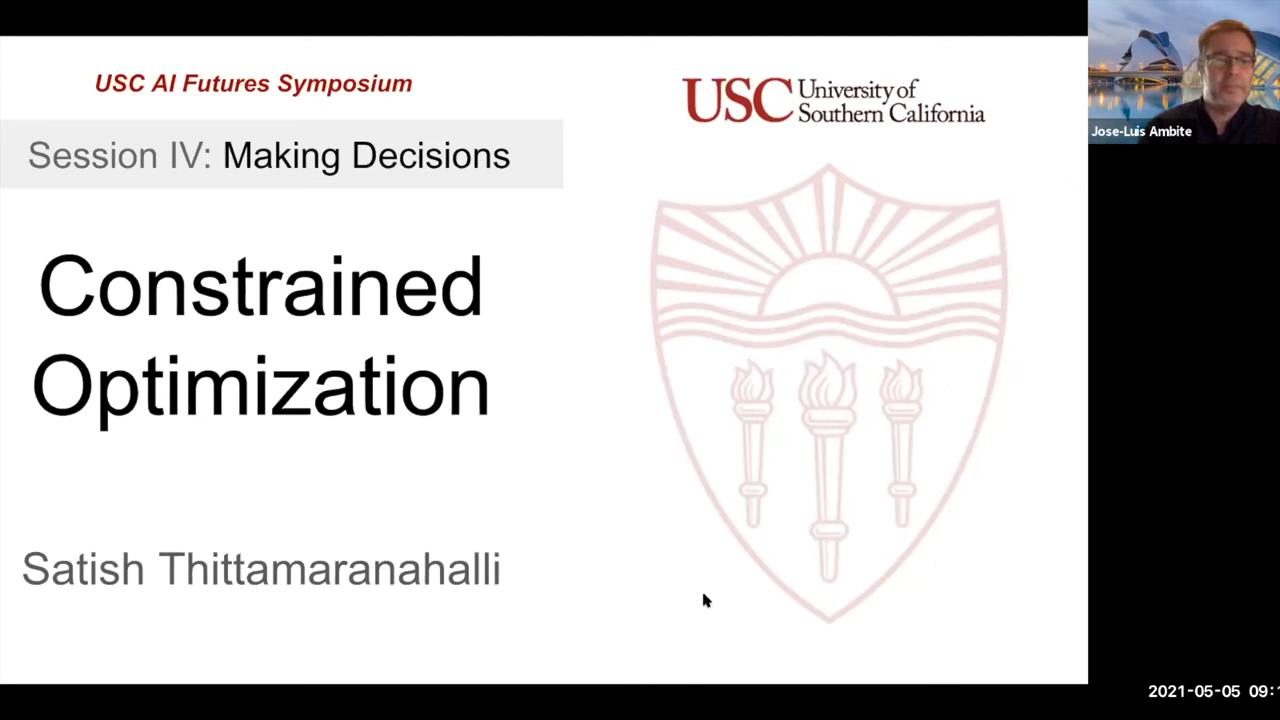 USC AI Futures Symposium
USC University of
Southern California
Session IV: Making Decisions
Jose-Luis Ambite
Constrained
Optimization
Satish Thittamaranahalli
2021-05-05 09: